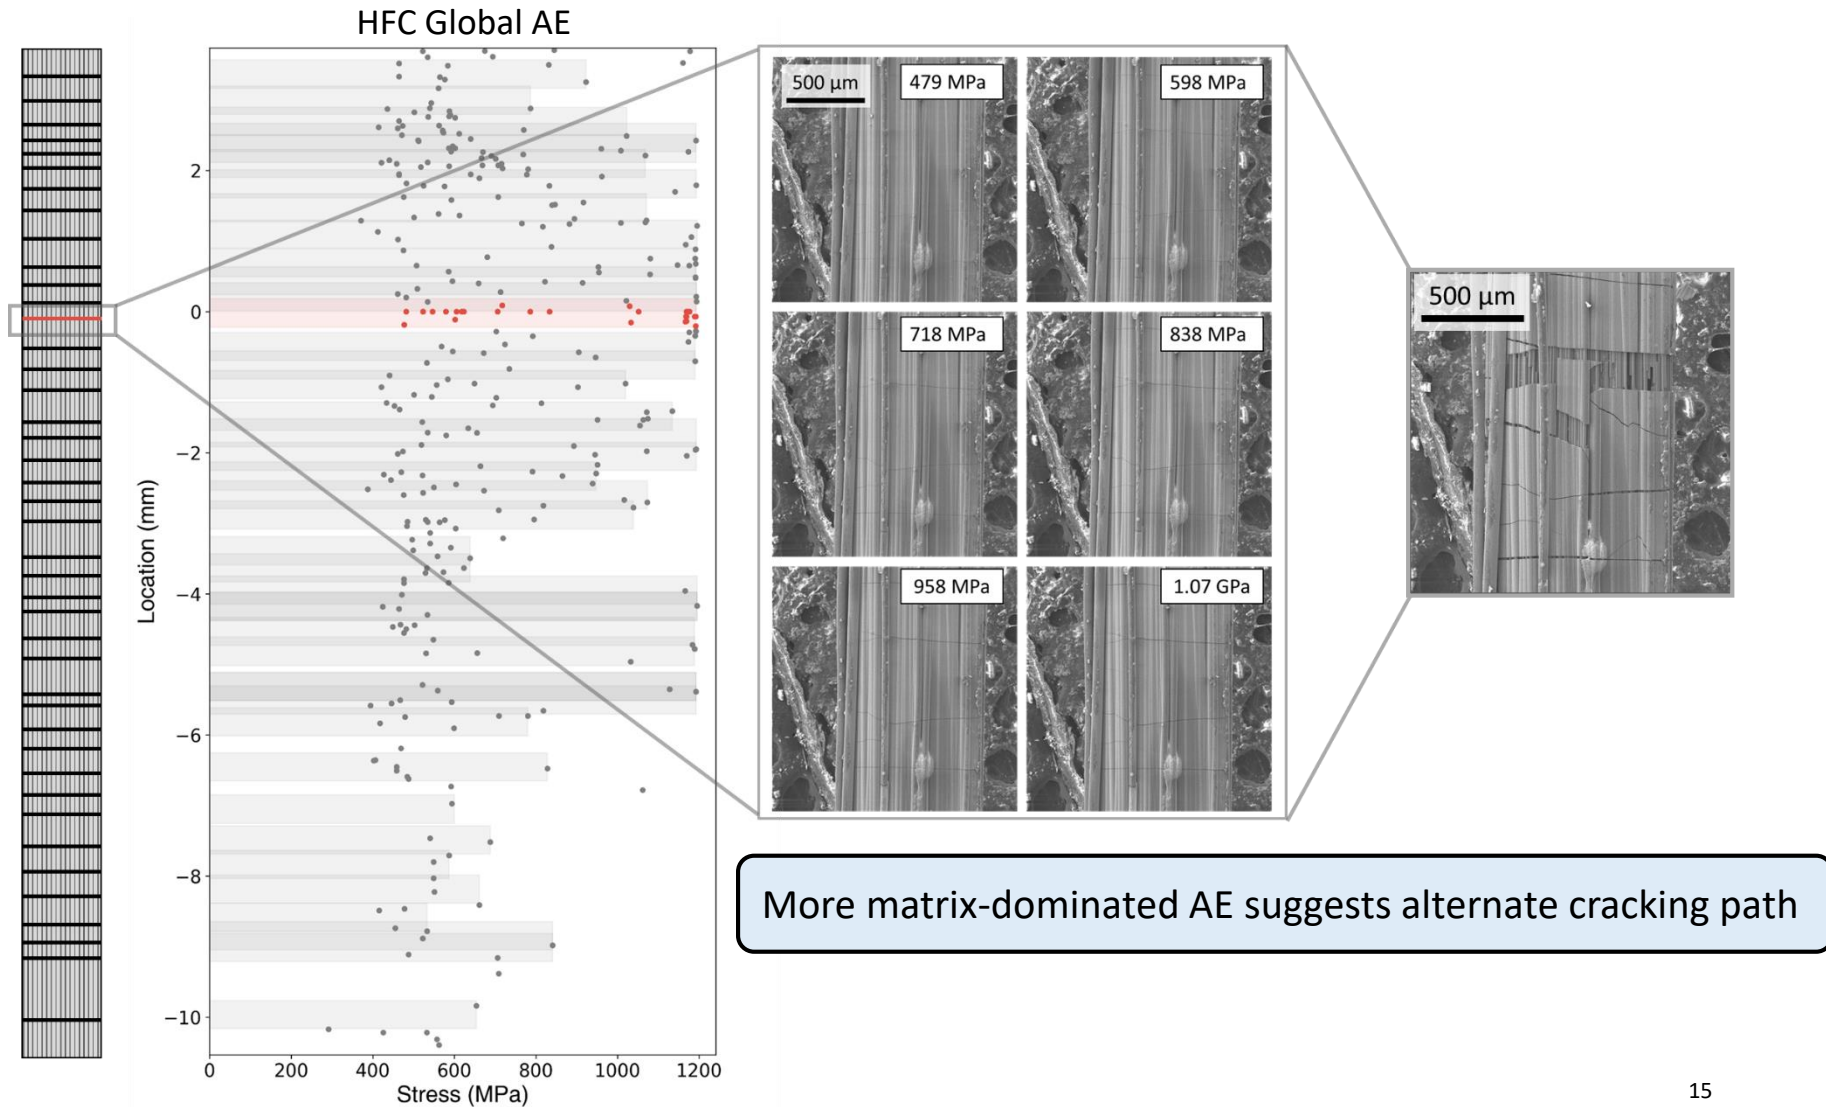 HFC Global AE
Location (mm)
2
0
−2
−4
−6
−8
−10
0 200 400 600 800 1000 1200
Stress (MPa)
500 µm 479 MPa 598 MPa
718 MPa 838 MPa
958 MPa 1.07 GPa
500 µm
More matrix-dominated AE suggests alternate cracking path
15